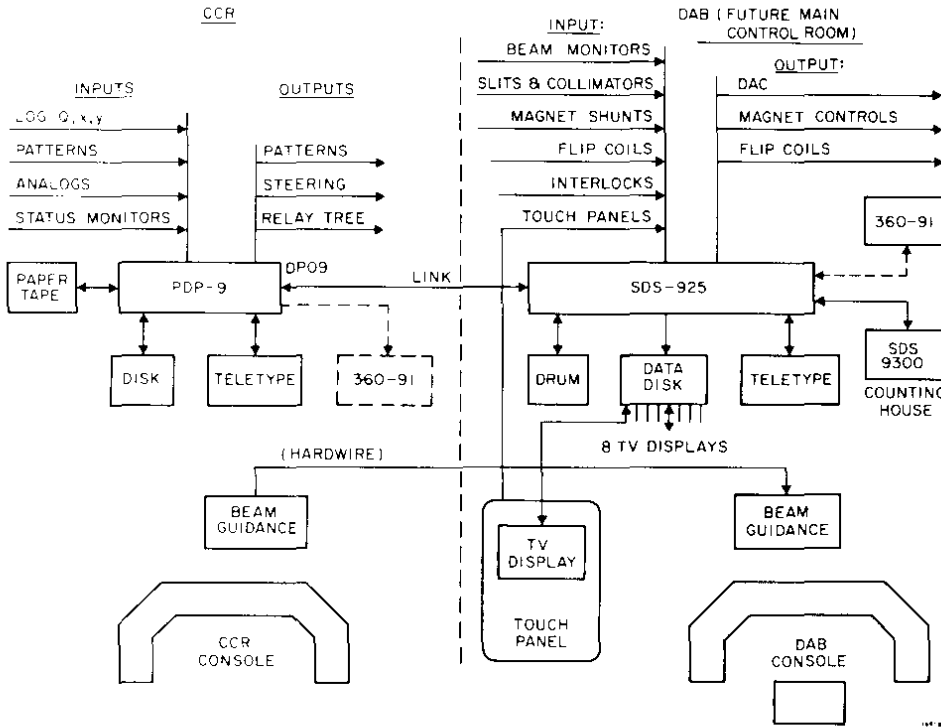 CCR
INPUTS
OUTPUTS
LOG Q,x,y
PATTERNS
ANALOGS
STATUS MONITORS
PATTERNS
STEERING
RELAY TREE
PAPER
TAPE
PDP-9
DP09
LINK
DISK
TELETYPE
360-91
(HARDWIRE)
BEAM
GUIDANCE
CCR
CONSOLE
DAB (FUTURE MAIN
CONTROL ROOM)
INPUT:
BEAM MONITORS
SLITS & COLLIMATORS
MAGNET SHUNTS
FLIP COILS
INTERLOCKS
TOUCH PANELS
OUTPUT:
DAC
MAGNET CONTROLS
FLIP COILS
360-91
SDS-925
SDS
9300
COUNTING
HOUSE
DRUM
DATA
DISK
TELETYPE
8 TV DISPLAYS
TV
DISPLAY
TOUCH
PANEL
BEAM
GUIDANCE
DAB
CONSOLE